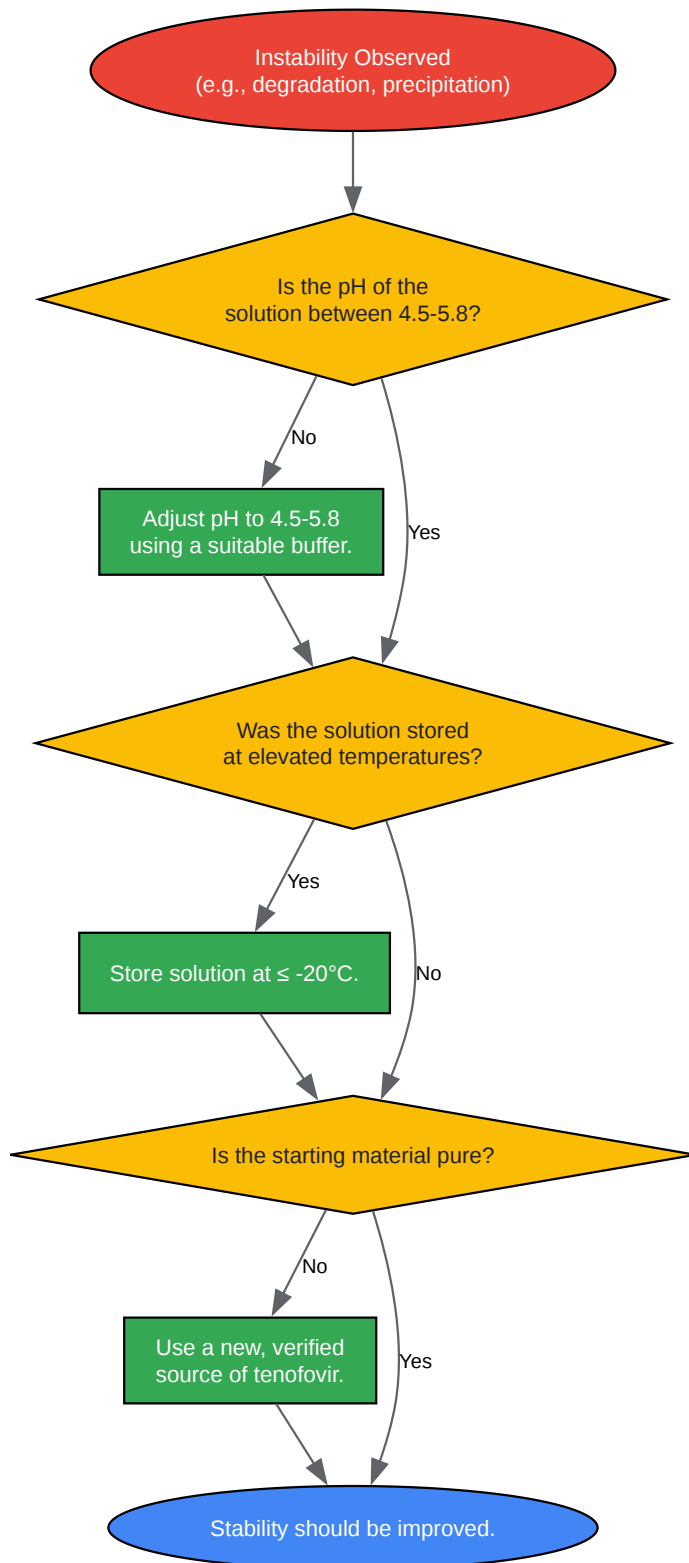 Instability Observed
(e.g., degradation, precipitation)
Is the pH of the
solution between 4.5-5.8?
No
Adjust pH to 4.5-5.8
using a suitable buffer.
Yes
Was the solution stored
at elevated temperatures?
Yes
Store solution at ≤ -20°C.
No
Is the starting material pure?
No
Use a new, verified
source of tenofovir.
Yes
Stability should be improved.